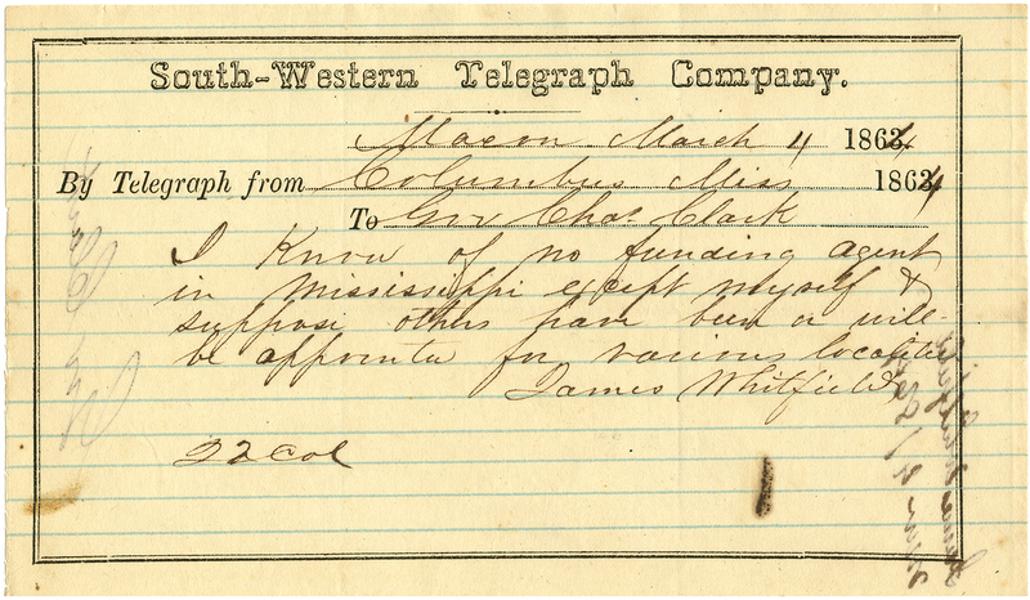 South-Western Telegraph Company.
Macon March 4 1864
By Telegraph from Columbus Miss 1864
To Gov Chas. Clark
I Know of no funding agent
in Mississippi except myself &
suppose others have been or will
be appointed for various localities
James Whitfield
22 Col